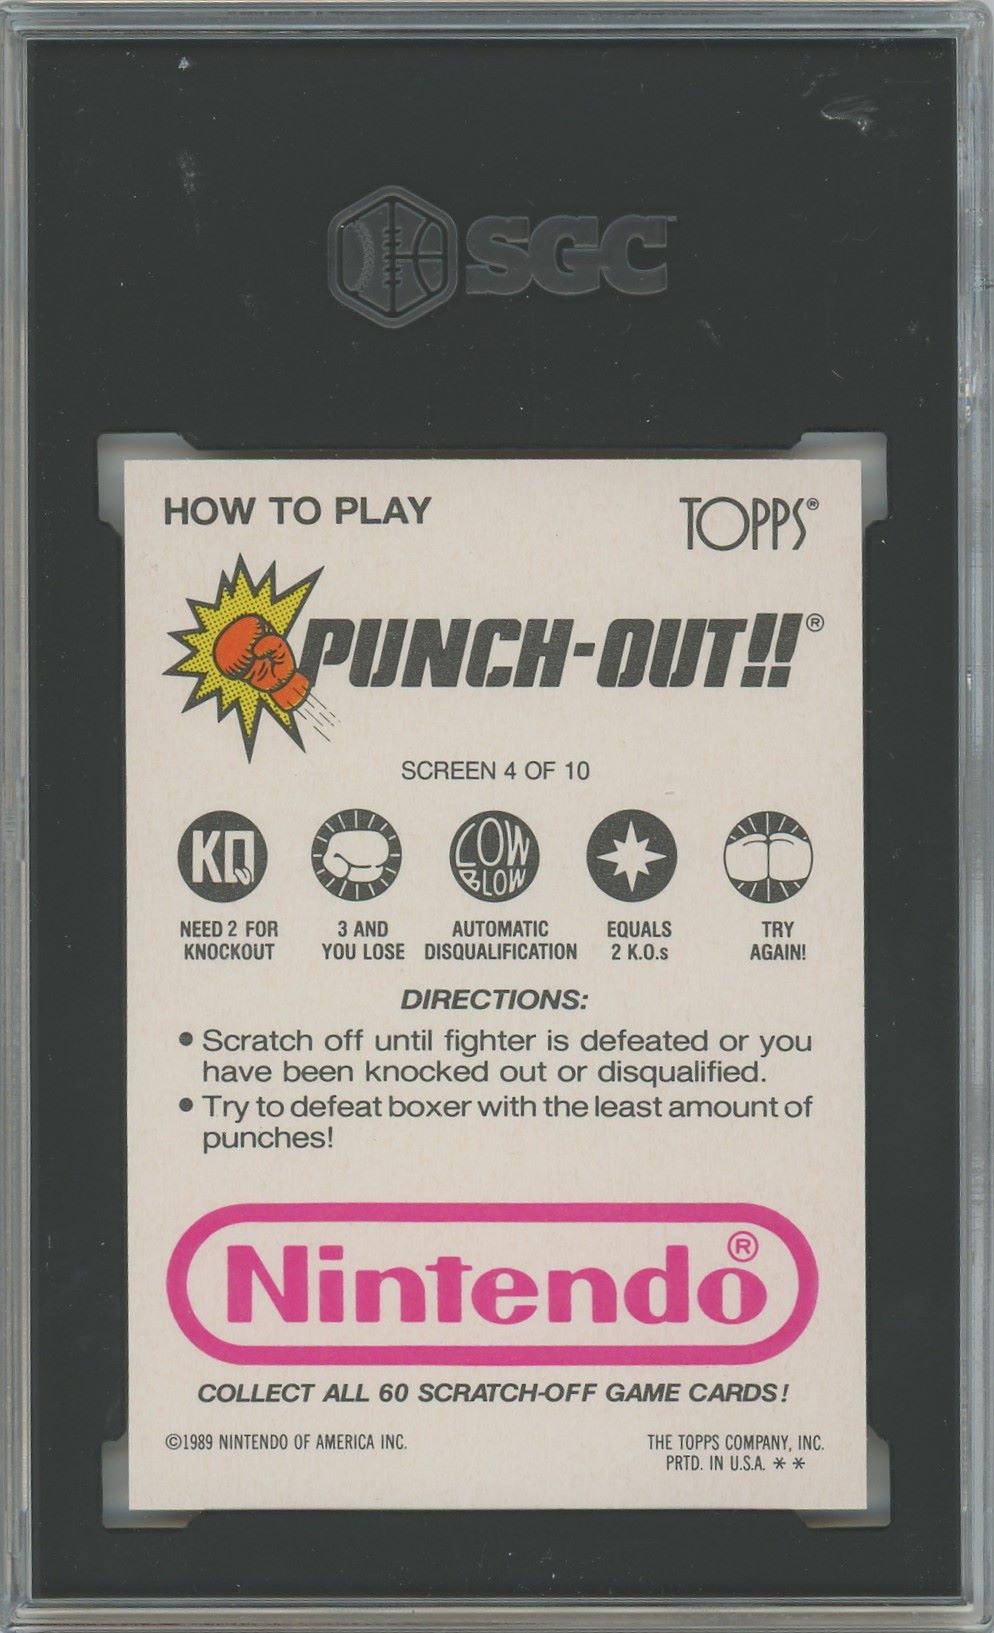 SGC
HOW TO PLAY
TOPPS®
PUNCH-OUT!!®
SCREEN 4 OF 10
KO
LOW
BLOW
NEED 2 FOR
KNOCKOUT
3 AND
YOU LOSE
AUTOMATIC
DISQUALIFICATION
EQUALS
2 K.O.s
TRY
AGAIN!
DIRECTIONS:
• Scratch off until fighter is defeated or you
have been knocked out or disqualified.
• Try to defeat boxer with the least amount of
punches!
Nintendo®
COLLECT ALL 60 SCRATCH-OFF GAME CARDS!
©1989 NINTENDO OF AMERICA INC.
THE TOPPS COMPANY, INC.
PRTD. IN U.S.A. * *